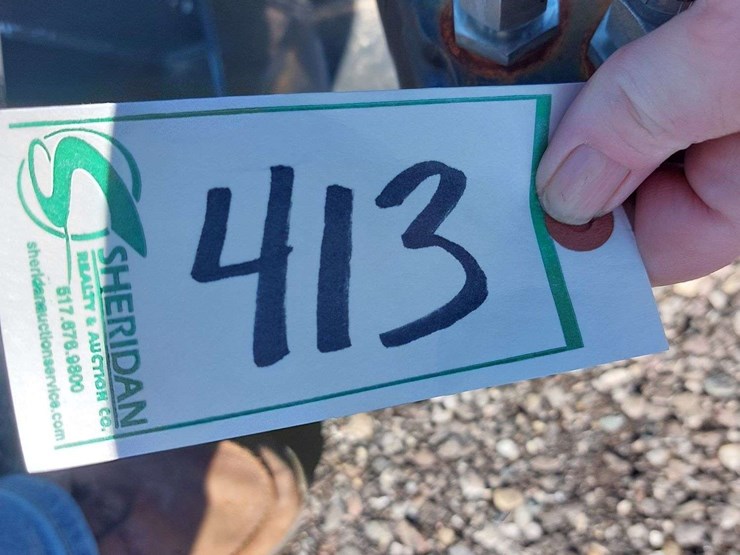 413
SHERIDAN
REALTY & AUCTION CO.
517.676.9800
sheridanauctionservice.com